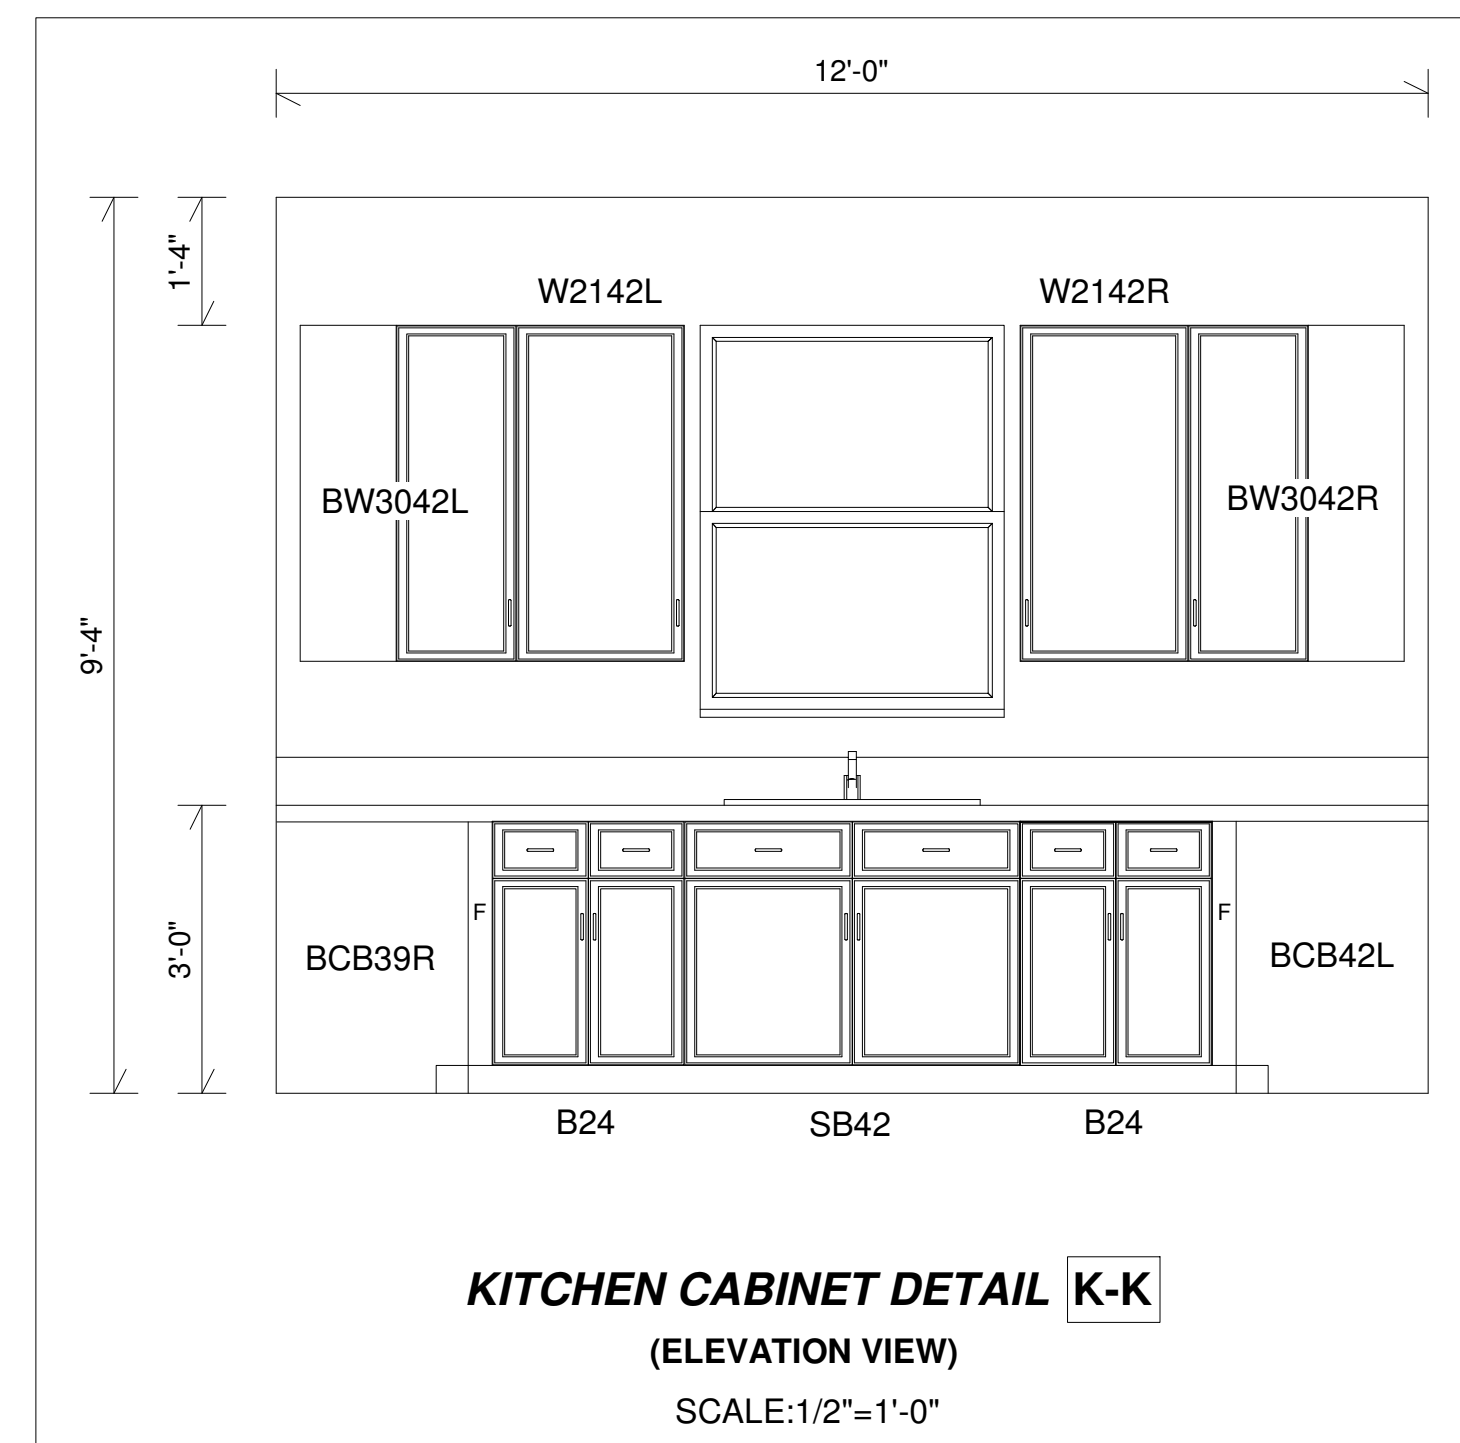 12'-0"
1'-4"
W2142L
W2142R
BW3042L
BW3042R
9'-4"
3'-0"
F
F
BCB39R
BCB42L
B24
SB42
B24
KITCHEN CABINET DETAIL K-K
(ELEVATION VIEW)
SCALE:1/2"=1'-0"